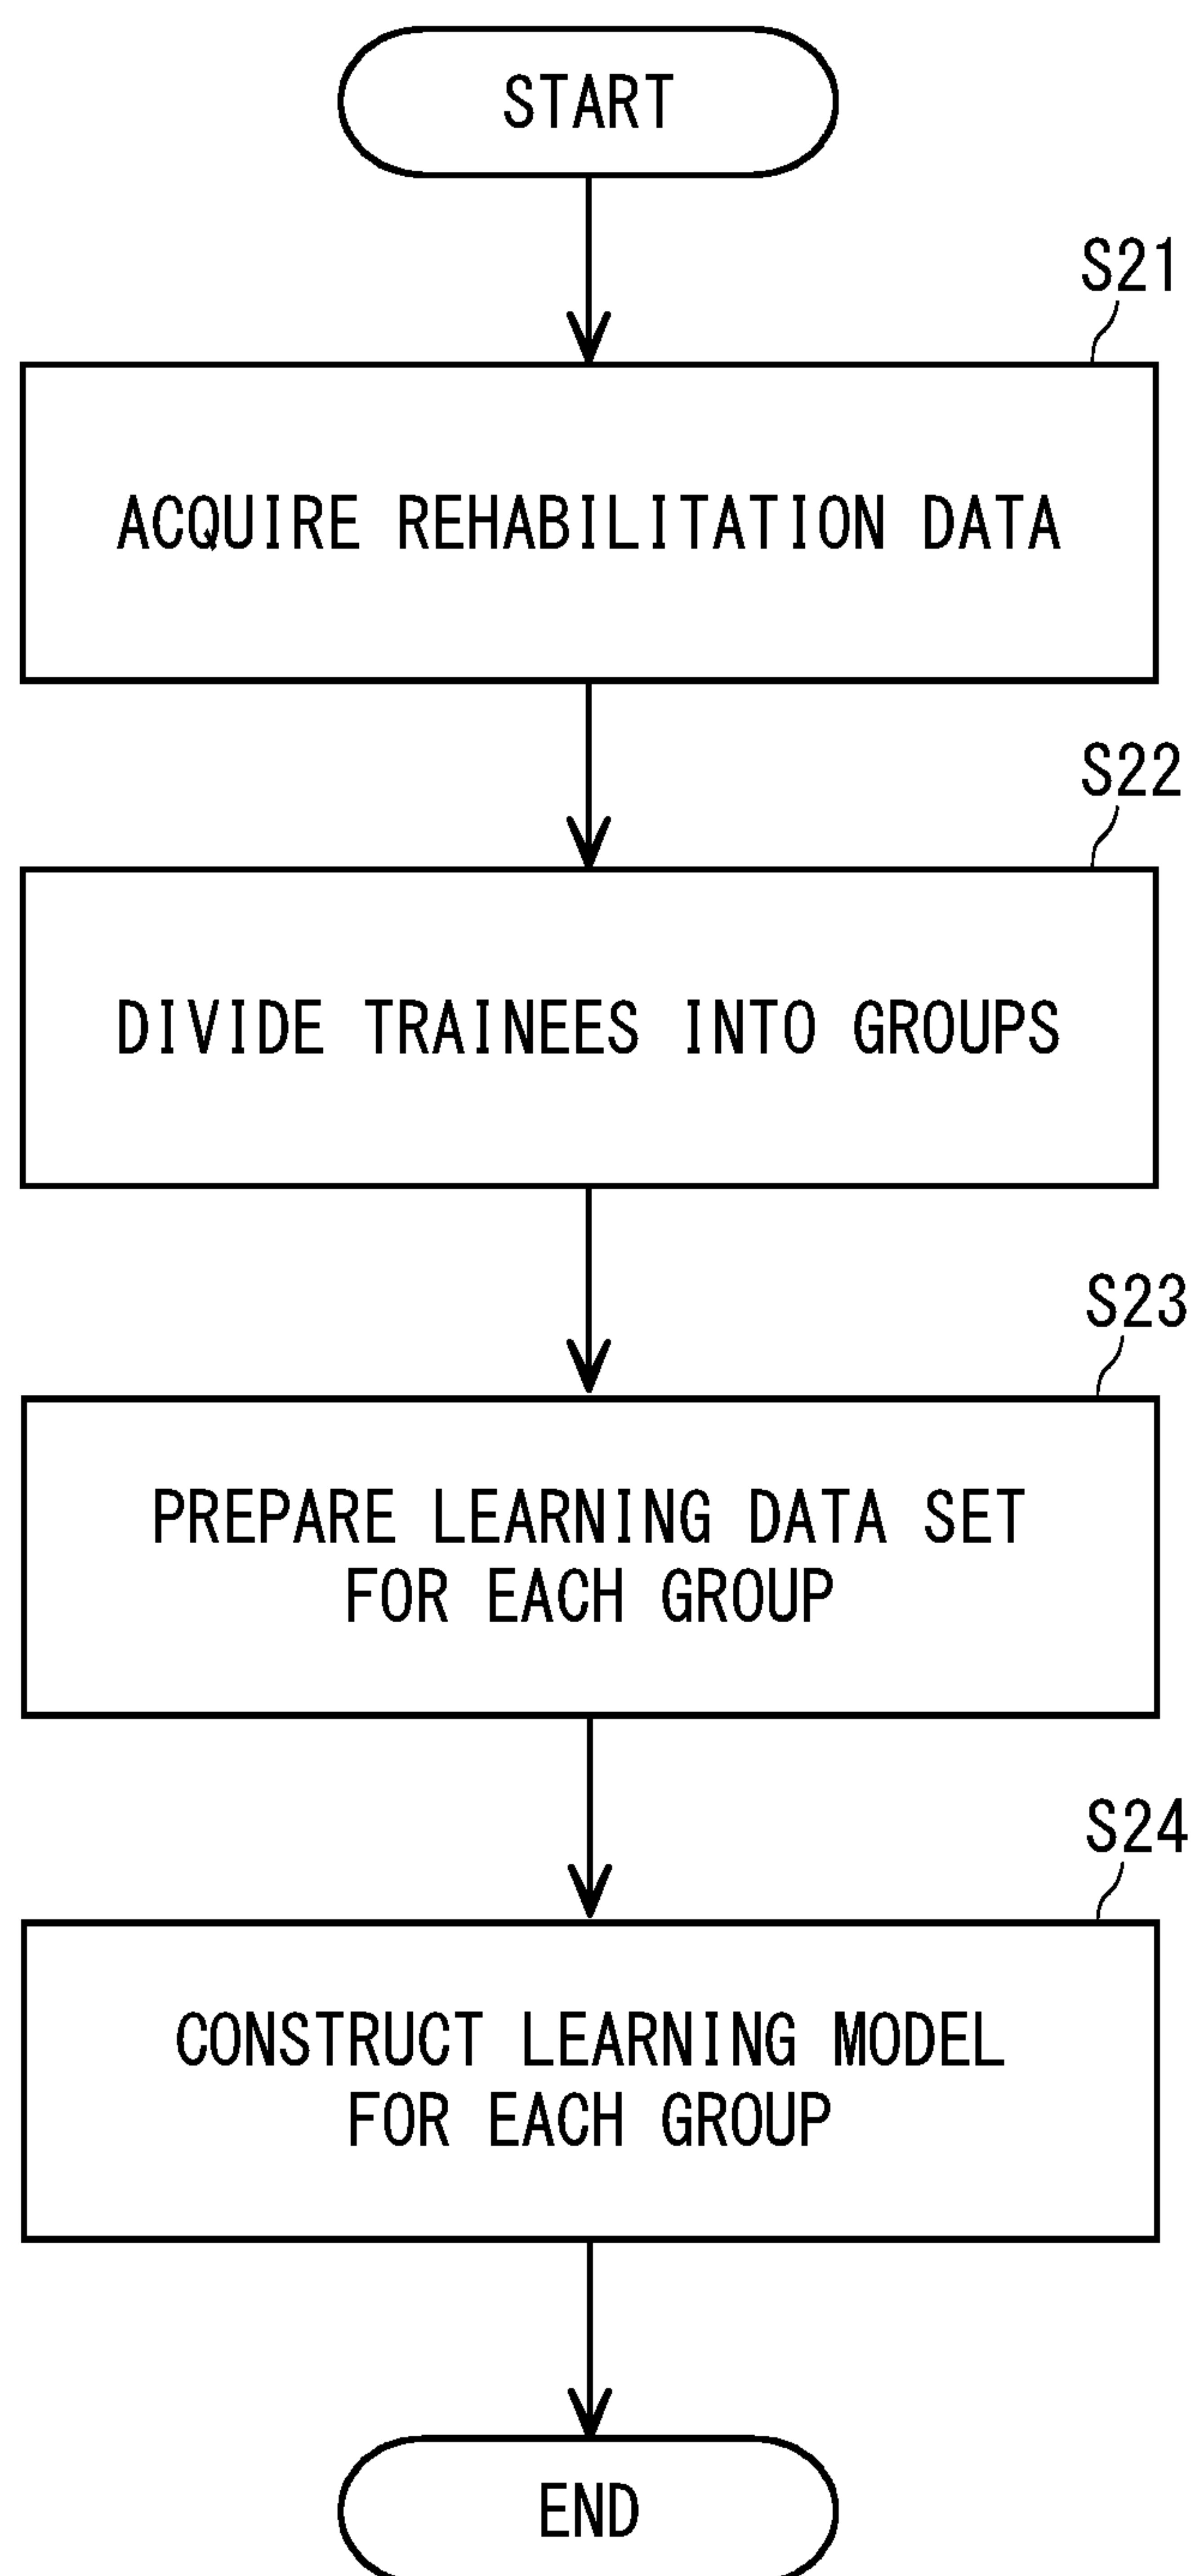 START
S21
ACQUIRE REHABILITATION DATA
S22
DIVIDE TRAINEES INTO GROUPS
S23
PREPARE LEARNING DATA SET
FOR EACH GROUP
S24
CONSTRUCT LEARNING MODEL
FOR EACH GROUP
END